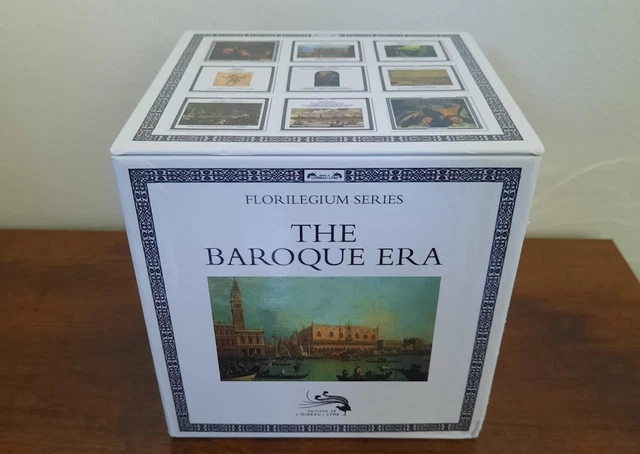 FLORILEGIUM SERIES
THE
BAROQUE ERA
EDITIONS DE
L'OISEAU-LYRE